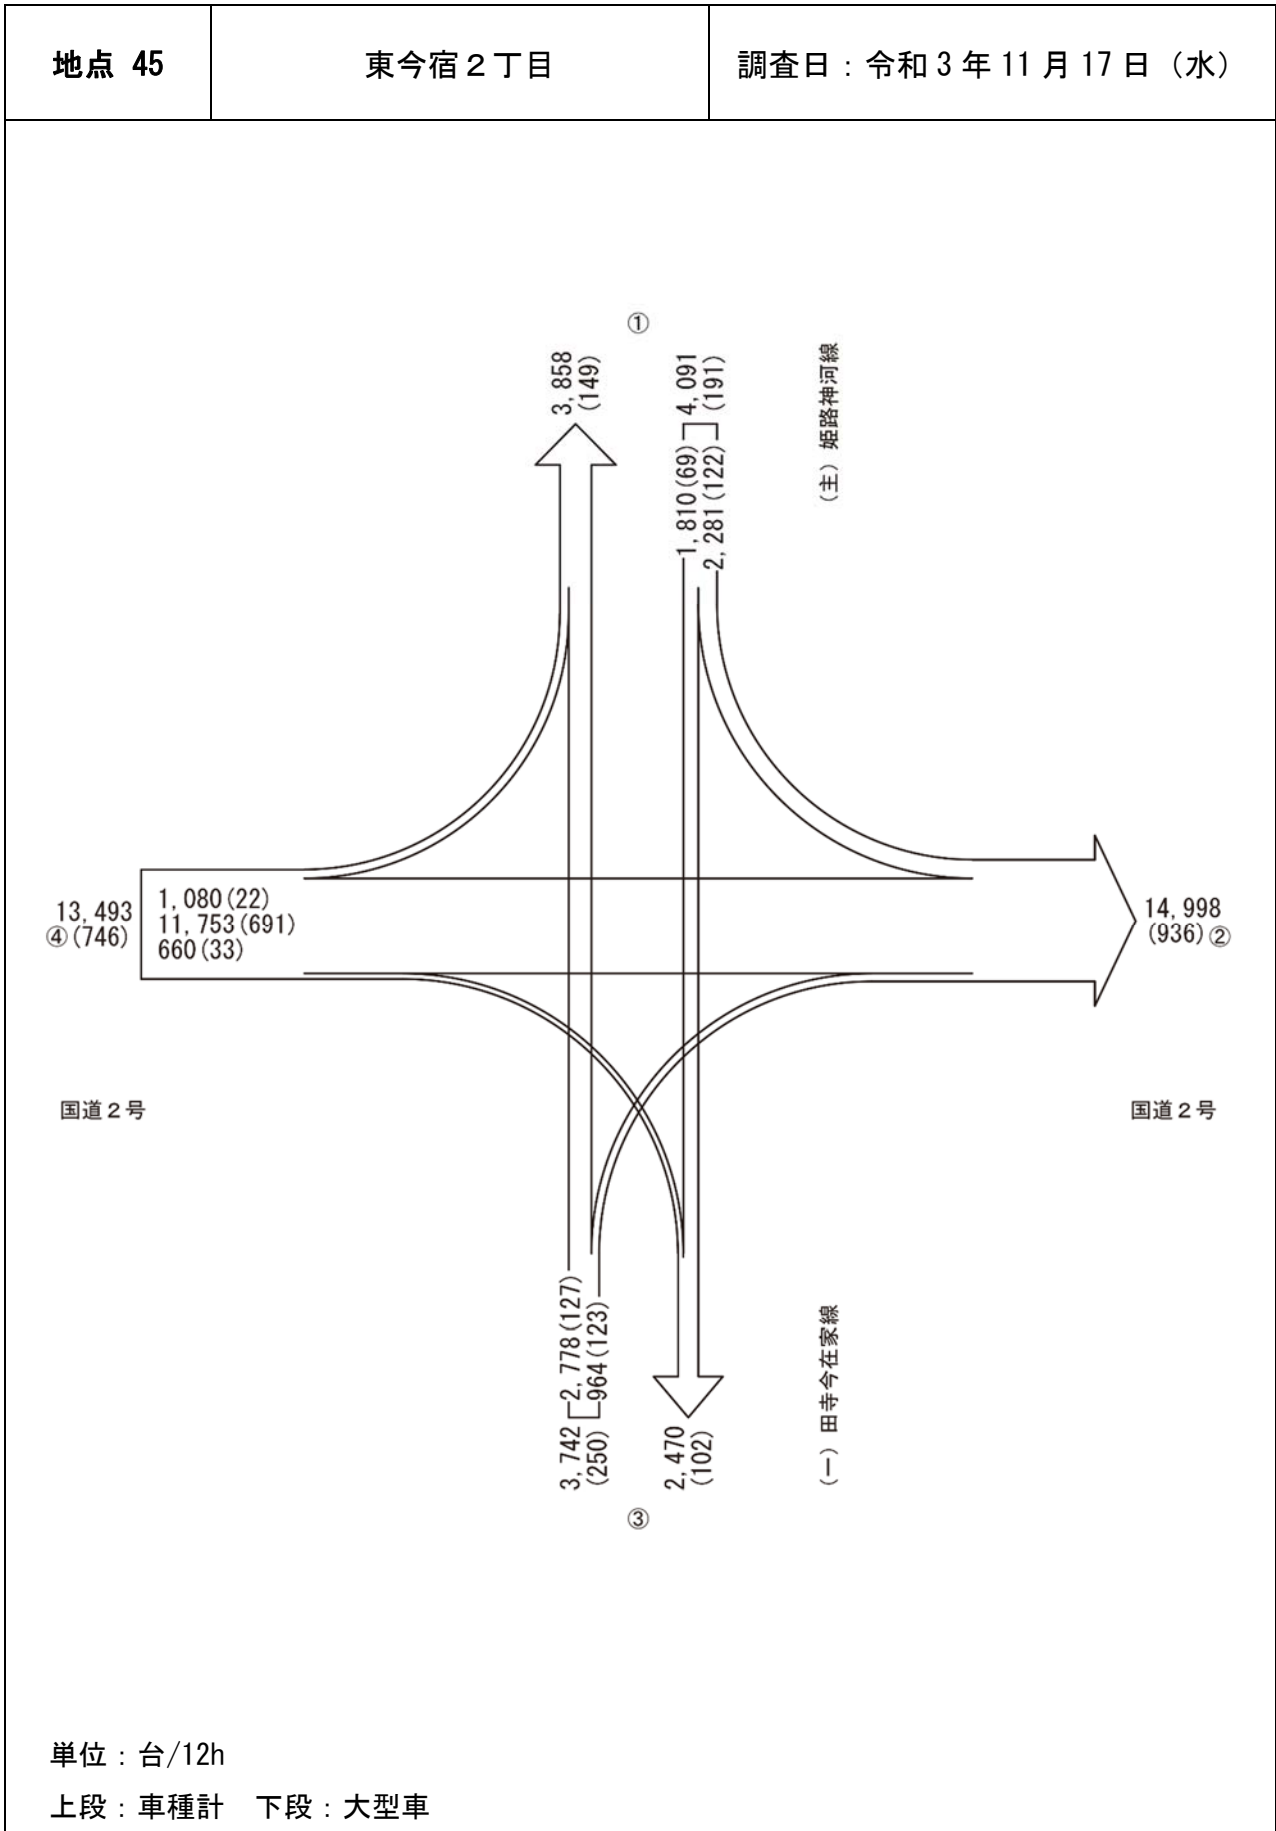 地点 45
東今宿２丁目
調査日：令和３年11月17日（水）
①
3,858
(149)
4,091
(191)
1,810(69)
2,281(122)
（主）姫路神河線
13,493
④(746)
1,080(22)
11,753(691)
660(33)
14,998
(936)②
国道２号
国道２号
2,778(127)
964(123)
3,742
(250)
2,470
(102)
（一）田寺今在家線
③
単位：台/12h
上段：車種計　下段：大型車